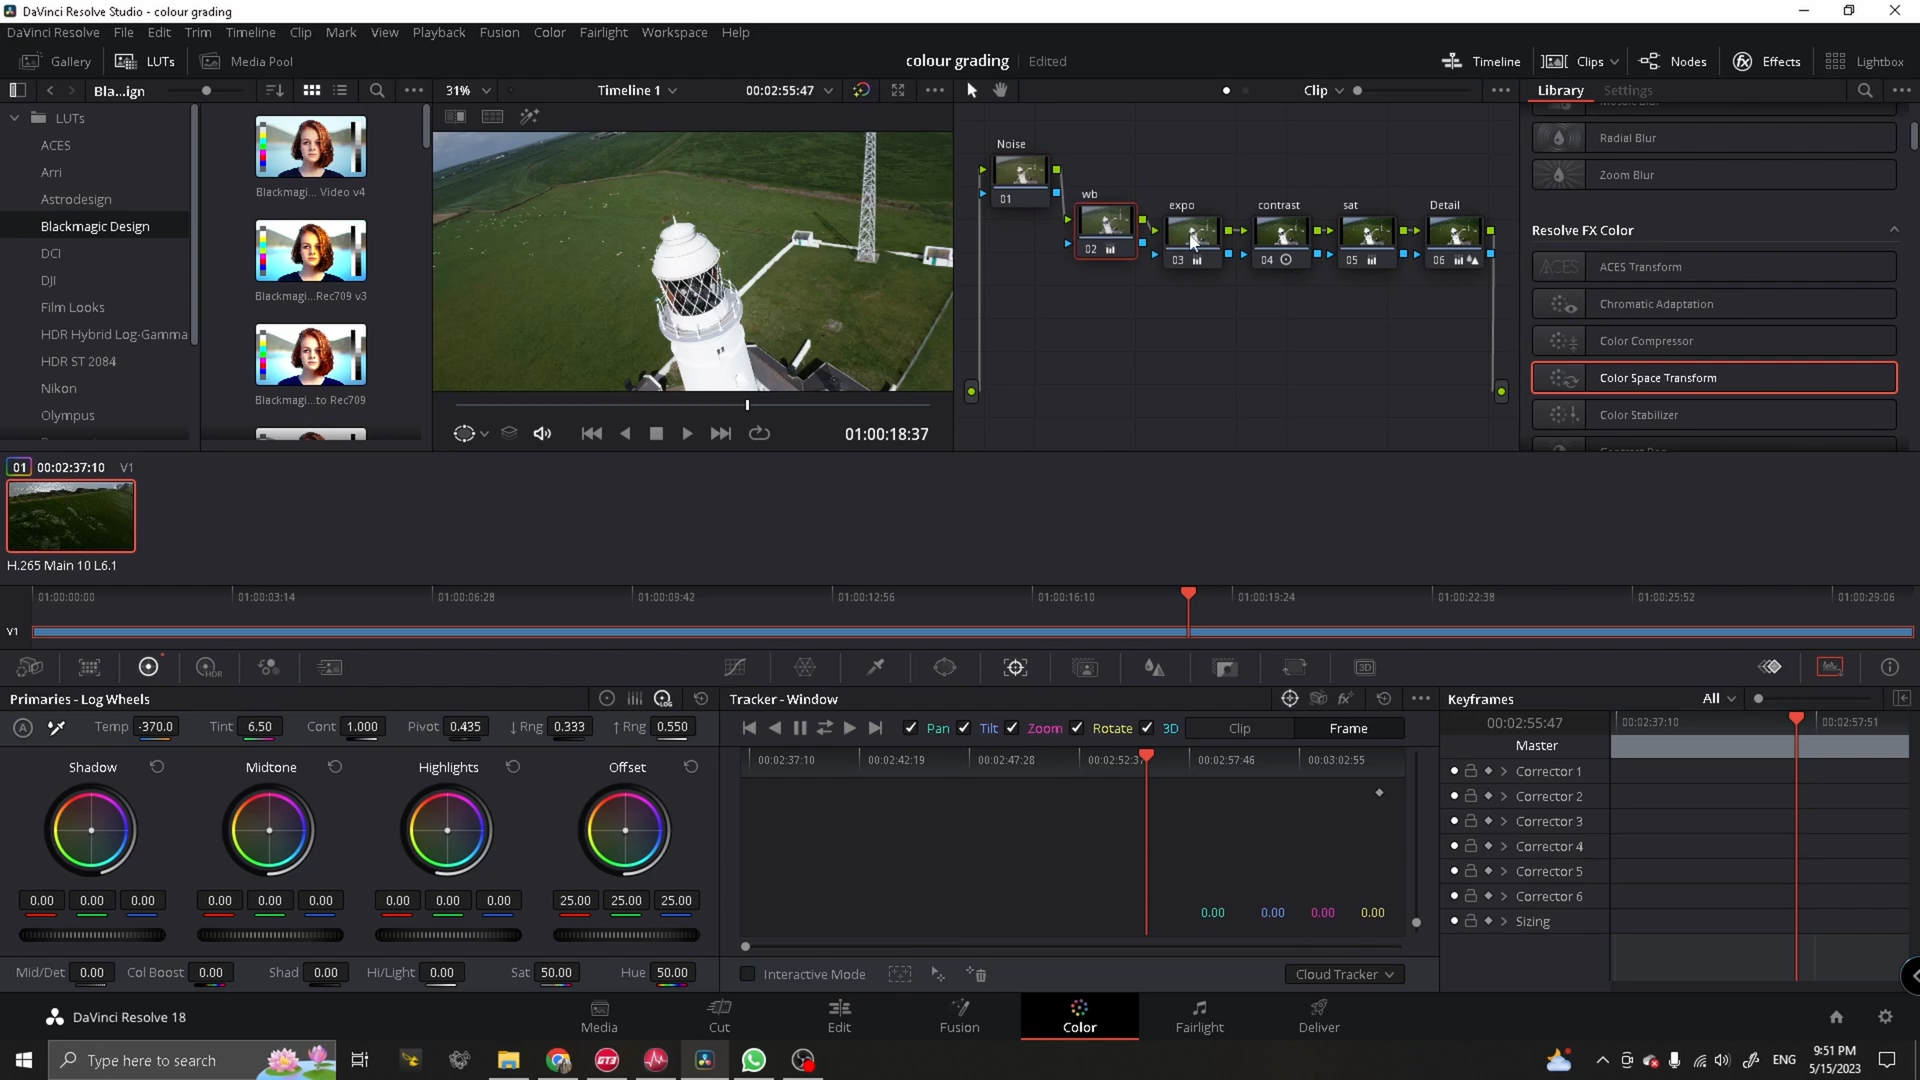 DaVinci Resolve Studio - colour grading
DaVinci Resolve File Edit Trim Timeline Clip Mark View Playback Fusion Color Fairlight Workspace Help
Gallery LUTs Media Pool colour grading Edited Timeline Clips Nodes Effects Lightbox
Bla...ign 31% Timeline 1 00:02:55:47 Clip Library Settings
LUTs
ACES
Arri
Astrodesign
Blackmagic Design
DCI
DJI
Film Looks
HDR Hybrid Log-Gamma
HDR ST 2084
Nikon
Olympus
Blackmagi... Video v4
Blackmagi...Rec709 v3
Blackmagi...to Rec709
01:00:18:37
Noise
01
wb
02
expo
03
contrast
04
sat
05
Detail
06
Radial Blur
Zoom Blur
Resolve FX Color
ACES Transform
Chromatic Adaptation
Color Compressor
Color Space Transform
Color Stabilizer
01 00:02:37:10 V1
H.265 Main 10 L6.1
01:00:00:00 01:00:03:14 01:00:06:28 01:00:09:42 01:00:12:56 01:00:16:10 01:00:19:24 01:00:22:38 01:00:25:52 01:00:29:06
V1
HDR
LOG
3D
Primaries - Log Wheels
A Temp -370.0 Tint 6.50 Cont 1.000 Pivot 0.435 ↓ Rng 0.333 ↑ Rng 0.550
Shadow Midtone Highlights Offset
0.00 0.00 0.00 0.00 0.00 0.00 0.00 0.00 0.00 25.00 25.00 25.00
Mid/Det 0.00 Col Boost 0.00 Shad 0.00 Hi/Light 0.00 Sat 50.00 Hue 50.00
Tracker - Window
Pan Tilt Zoom Rotate 3D Clip Frame
00:02:37:10 00:02:42:19 00:02:47:28 00:02:52:37 00:02:57:46 00:03:02:55
0.00 0.00 0.00 0.00
Interactive Mode Cloud Tracker
Keyframes All
00:02:55:47 00:02:37:10 00:02:57:51
Master
Corrector 1
Corrector 2
Corrector 3
Corrector 4
Corrector 5
Corrector 6
Sizing
DaVinci Resolve 18 Media Cut Edit Fusion Color Fairlight Deliver
Type here to search
GT3
ENG
9:51 PM
5/15/2023